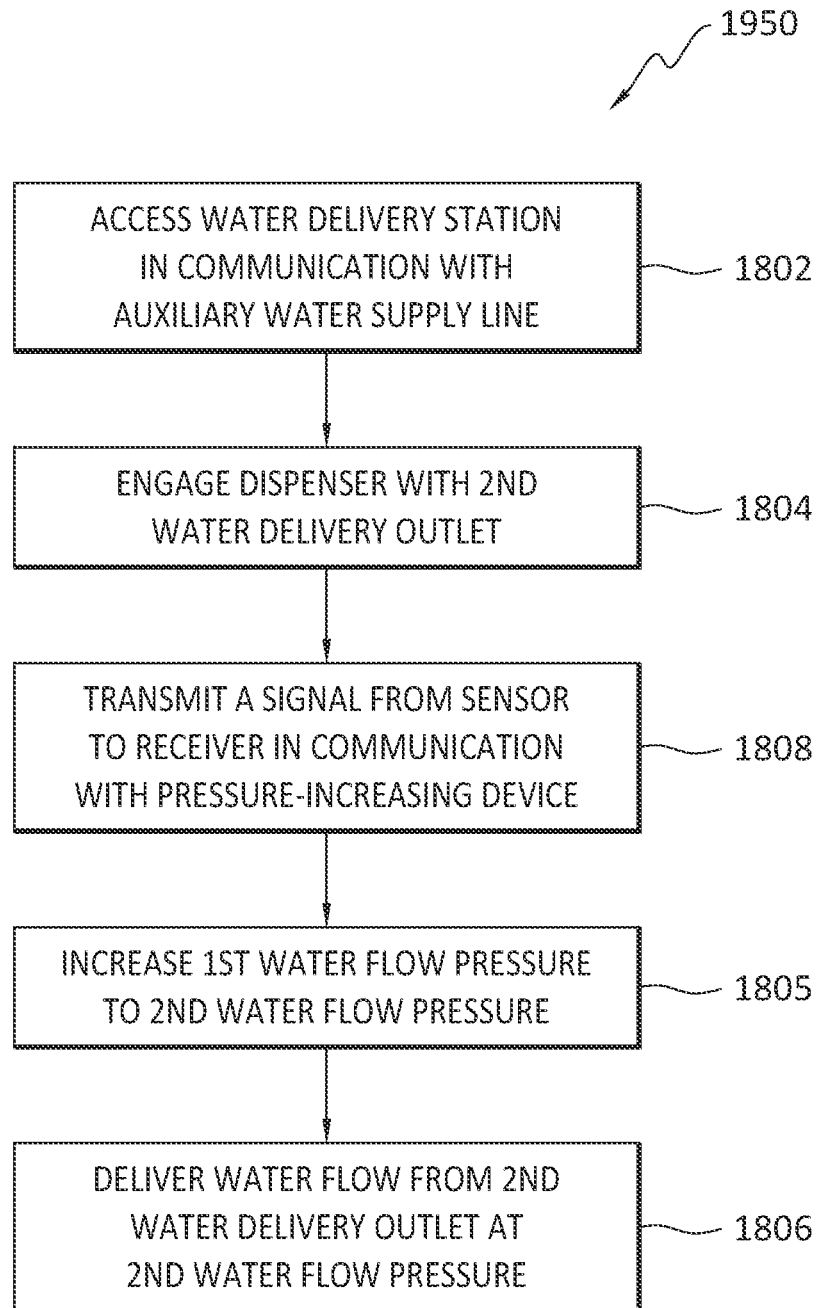 1950
ACCESS WATER DELIVERY STATION
IN COMMUNICATION WITH
AUXILIARY WATER SUPPLY LINE
1802
ENGAGE DISPENSER WITH 2ND
WATER DELIVERY OUTLET
1804
TRANSMIT A SIGNAL FROM SENSOR
TO RECEIVER IN COMMUNICATION
WITH PRESSURE-INCREASING DEVICE
1808
INCREASE 1ST WATER FLOW PRESSURE
TO 2ND WATER FLOW PRESSURE
1805
DELIVER WATER FLOW FROM 2ND
WATER DELIVERY OUTLET AT
2ND WATER FLOW PRESSURE
1806